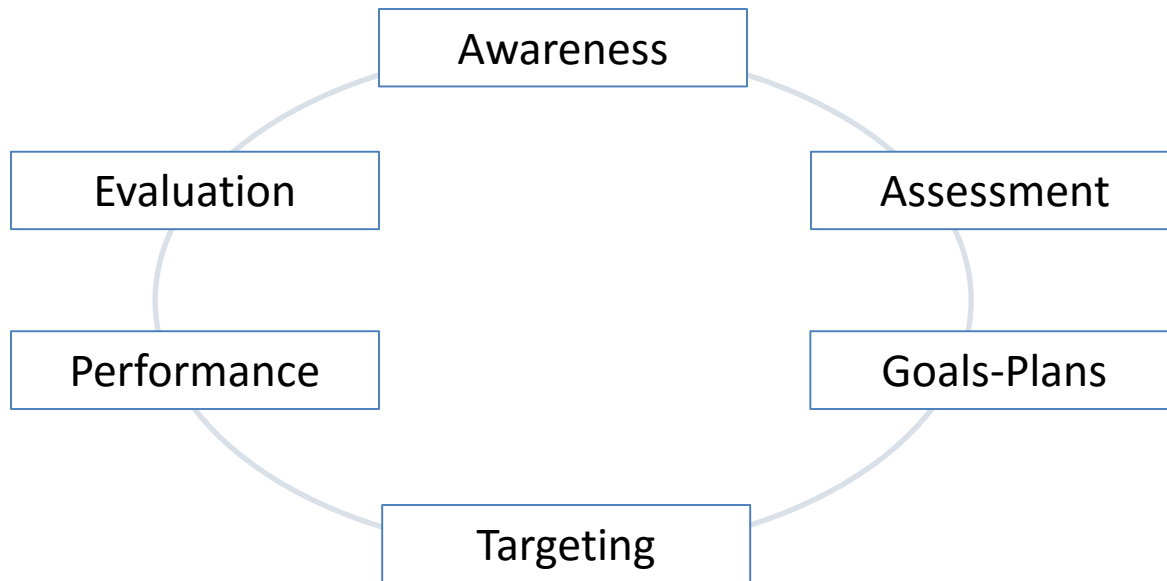 Awareness
Assessment
Goals-Plans
Targeting
Performance
Evaluation